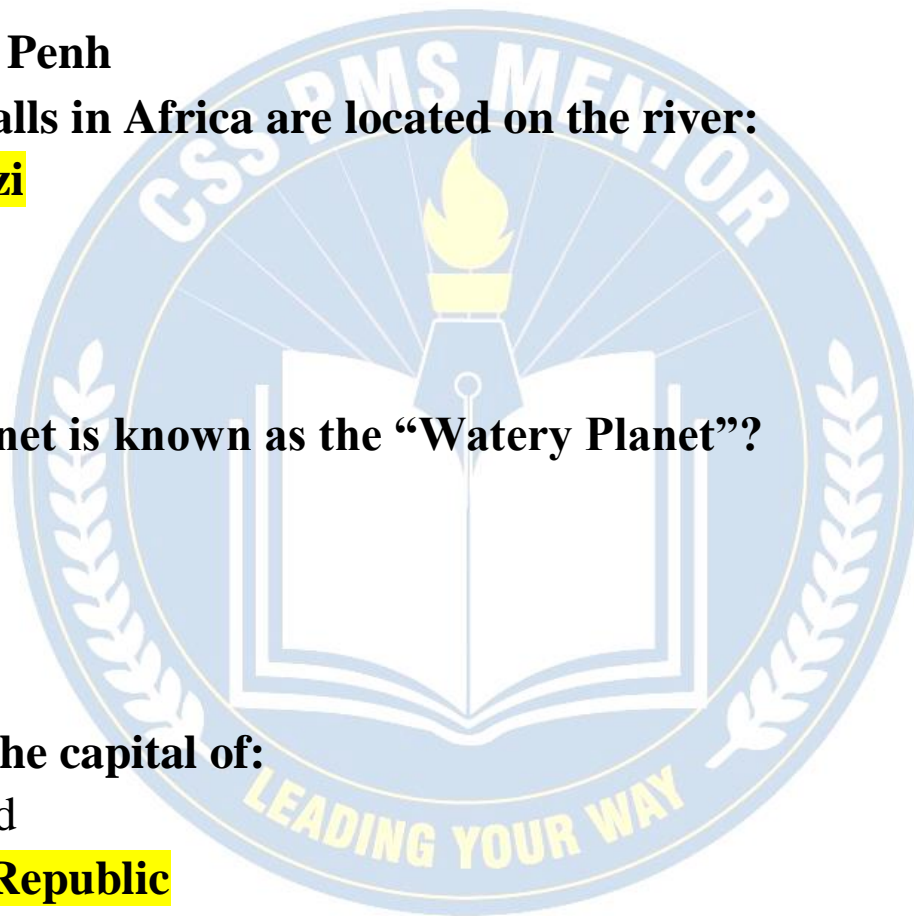 Penh
alls in Africa are located on the river:
zi
net is known as the “Watery Planet”?
he capital of:
d
Republic
CSS PMS MENTOR
LEADING YOUR WAY